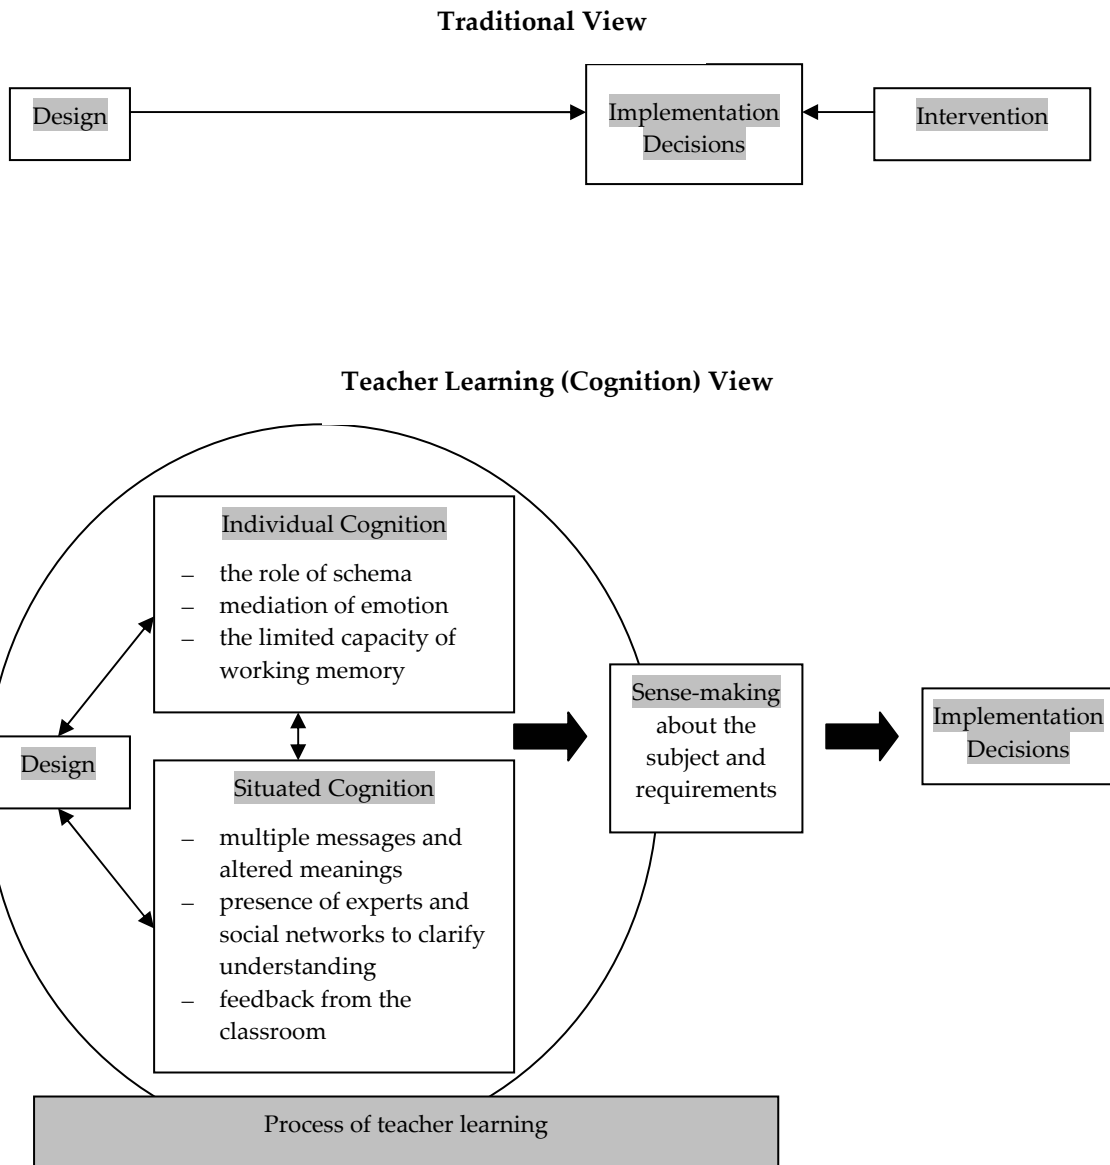 Traditional View
Design
Implementation
Decisions
Intervention
Teacher Learning (Cognition) View
Individual Cognition
– the role of schema
– mediation of emotion
– the limited capacity of
working memory
Design
Situated Cognition
– multiple messages and
altered meanings
– presence of experts and
social networks to clarify
understanding
– feedback from the
classroom
Sense-making
about the
subject and
requirements
Implementation
Decisions
Process of teacher learning